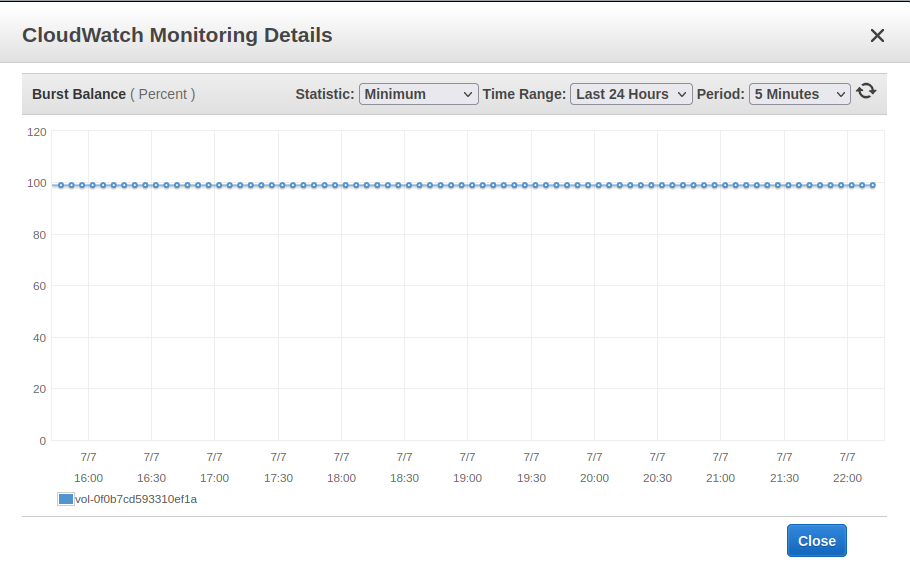 CloudWatch Monitoring Details
Burst Balance ( Percent ) Statistic: Minimum Time Range: Last 24 Hours Period: 5 Minutes
120
100
80
60
40
20
0
7/7 7/7 7/7 7/7 7/7 7/7 7/7 7/7 7/7 7/7 7/7 7/7 7/7
16:00 16:30 17:00 17:30 18:00 18:30 19:00 19:30 20:00 20:30 21:00 21:30 22:00
vol-0f0b7cd593310ef1a
Close